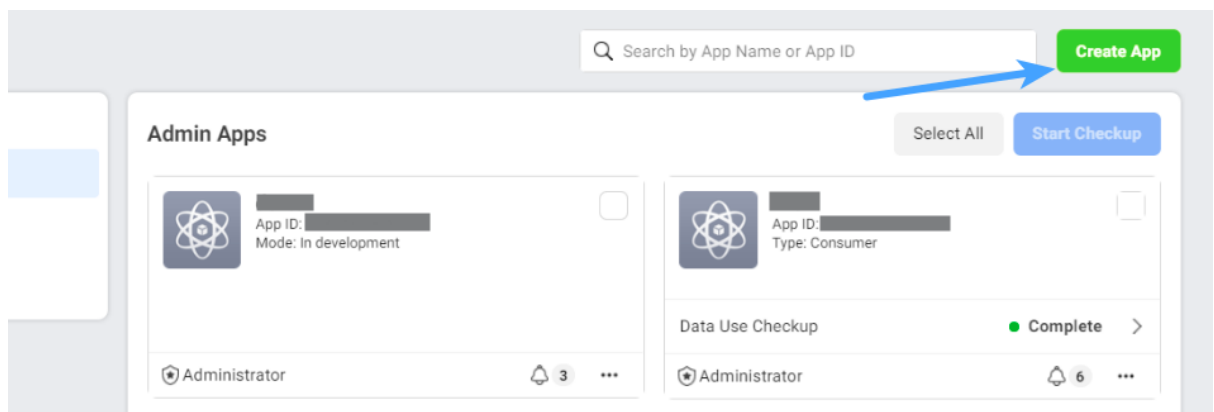 Search by App Name or App ID
Create App
Admin Apps
Select All
Start Checkup
App ID:
Mode: In development
App ID:
Type: Consumer
Data Use Checkup
Complete
Administrator
3
Administrator
6